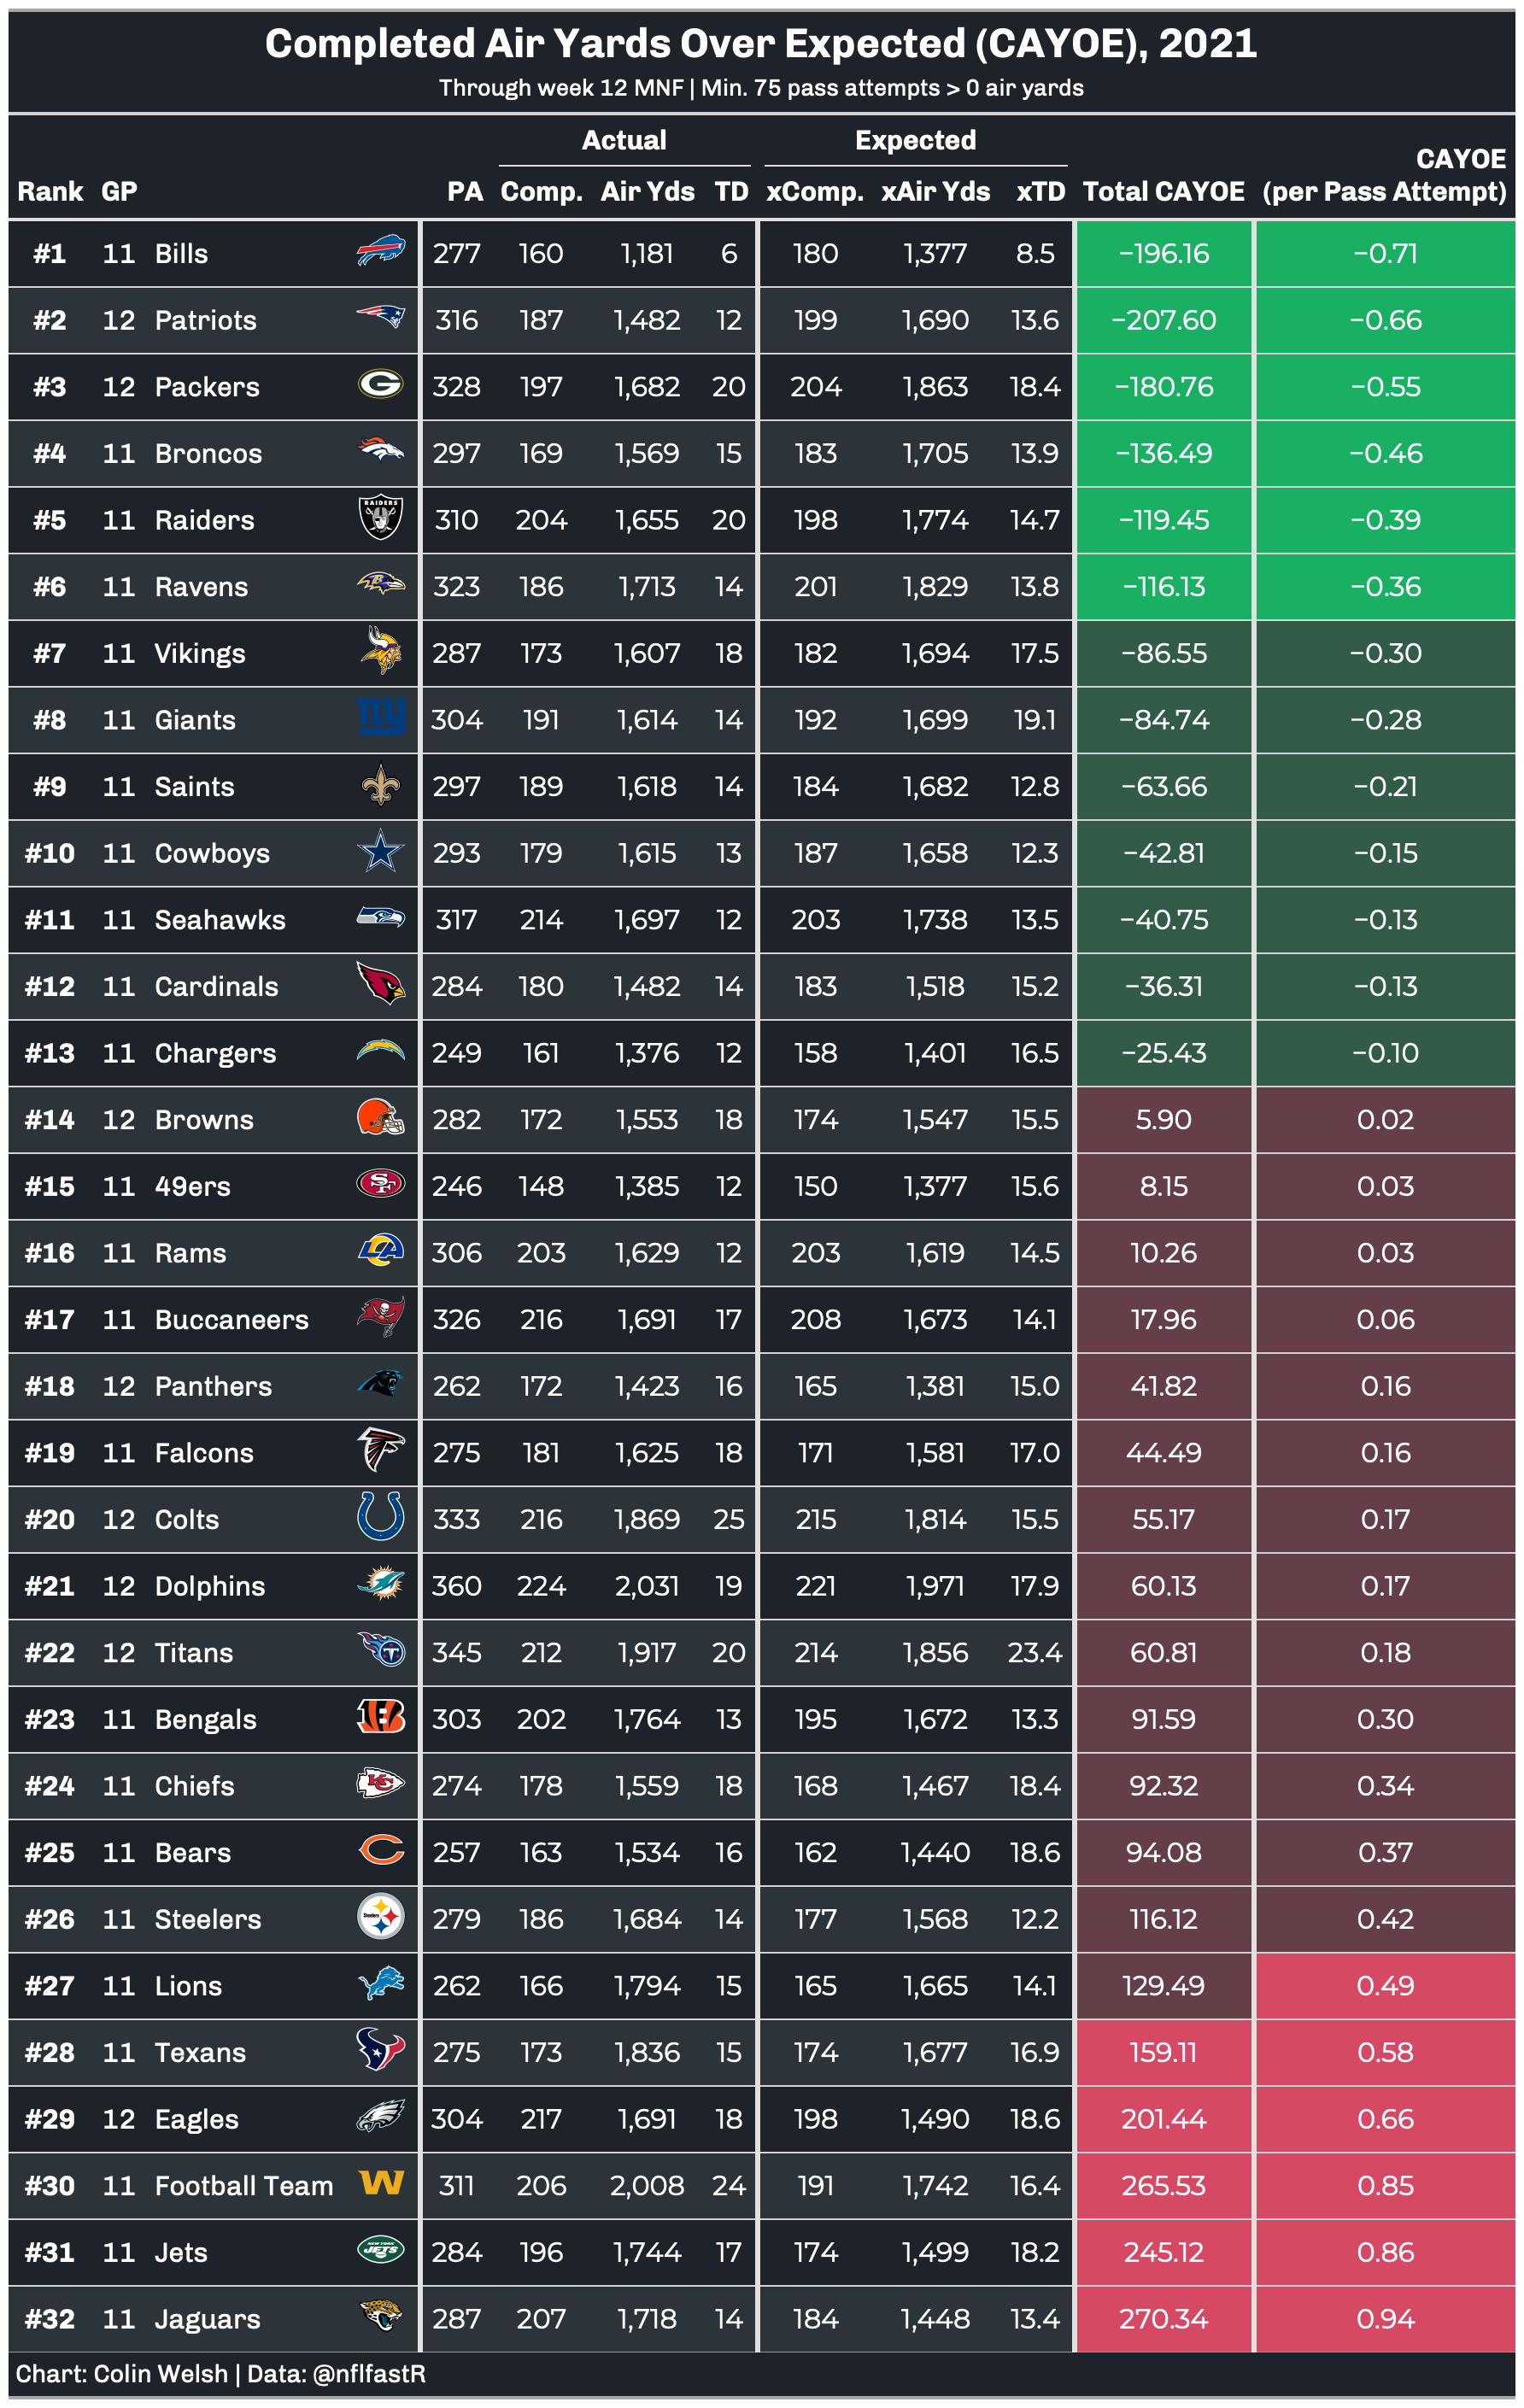 Completed Air Yards Over Expected (CAYOE), 2021
Through week 12 MNF | Min. 75 pass attempts > 0 air yards
Actual Expected
Rank GP PA Comp. Air Yds TD xComp. xAir Yds xTD Total CAYOE CAYOE (per Pass Attempt)
#1 11 Bills 277 160 1,181 6 180 1,377 8.5 −196.16 −0.71
#2 12 Patriots 316 187 1,482 12 199 1,690 13.6 −207.60 −0.66
#3 12 Packers 328 197 1,682 20 204 1,863 18.4 −180.76 −0.55
#4 11 Broncos 297 169 1,569 15 183 1,705 13.9 −136.49 −0.46
#5 11 Raiders RAIDERS 310 204 1,655 20 198 1,774 14.7 −119.45 −0.39
#6 11 Ravens 323 186 1,713 14 201 1,829 13.8 −116.13 −0.36
#7 11 Vikings 287 173 1,607 18 182 1,694 17.5 −86.55 −0.30
#8 11 Giants ny 304 191 1,614 14 192 1,699 19.1 −84.74 −0.28
#9 11 Saints 297 189 1,618 14 184 1,682 12.8 −63.66 −0.21
#10 11 Cowboys 293 179 1,615 13 187 1,658 12.3 −42.81 −0.15
#11 11 Seahawks 317 214 1,697 12 203 1,738 13.5 −40.75 −0.13
#12 11 Cardinals 284 180 1,482 14 183 1,518 15.2 −36.31 −0.13
#13 11 Chargers 249 161 1,376 12 158 1,401 16.5 −25.43 −0.10
#14 12 Browns 282 172 1,553 18 174 1,547 15.5 5.90 0.02
#15 11 49ers SF 246 148 1,385 12 150 1,377 15.6 8.15 0.03
#16 11 Rams LA 306 203 1,629 12 203 1,619 14.5 10.26 0.03
#17 11 Buccaneers 326 216 1,691 17 208 1,673 14.1 17.96 0.06
#18 12 Panthers 262 172 1,423 16 165 1,381 15.0 41.82 0.16
#19 11 Falcons 275 181 1,625 18 171 1,581 17.0 44.49 0.16
#20 12 Colts 333 216 1,869 25 215 1,814 15.5 55.17 0.17
#21 12 Dolphins 360 224 2,031 19 221 1,971 17.9 60.13 0.17
#22 12 Titans T 345 212 1,917 20 214 1,856 23.4 60.81 0.18
#23 11 Bengals B 303 202 1,764 13 195 1,672 13.3 91.59 0.30
#24 11 Chiefs KC 274 178 1,559 18 168 1,467 18.4 92.32 0.34
#25 11 Bears C 257 163 1,534 16 162 1,440 18.6 94.08 0.37
#26 11 Steelers Steelers 279 186 1,684 14 177 1,568 12.2 116.12 0.42
#27 11 Lions 262 166 1,794 15 165 1,665 14.1 129.49 0.49
#28 11 Texans 275 173 1,836 15 174 1,677 16.9 159.11 0.58
#29 12 Eagles 304 217 1,691 18 198 1,490 18.6 201.44 0.66
#30 11 Football Team W 311 206 2,008 24 191 1,742 16.4 265.53 0.85
#31 11 Jets NEW YORK JETS 284 196 1,744 17 174 1,499 18.2 245.12 0.86
#32 11 Jaguars 287 207 1,718 14 184 1,448 13.4 270.34 0.94
Chart: Colin Welsh | Data: @nflfastR